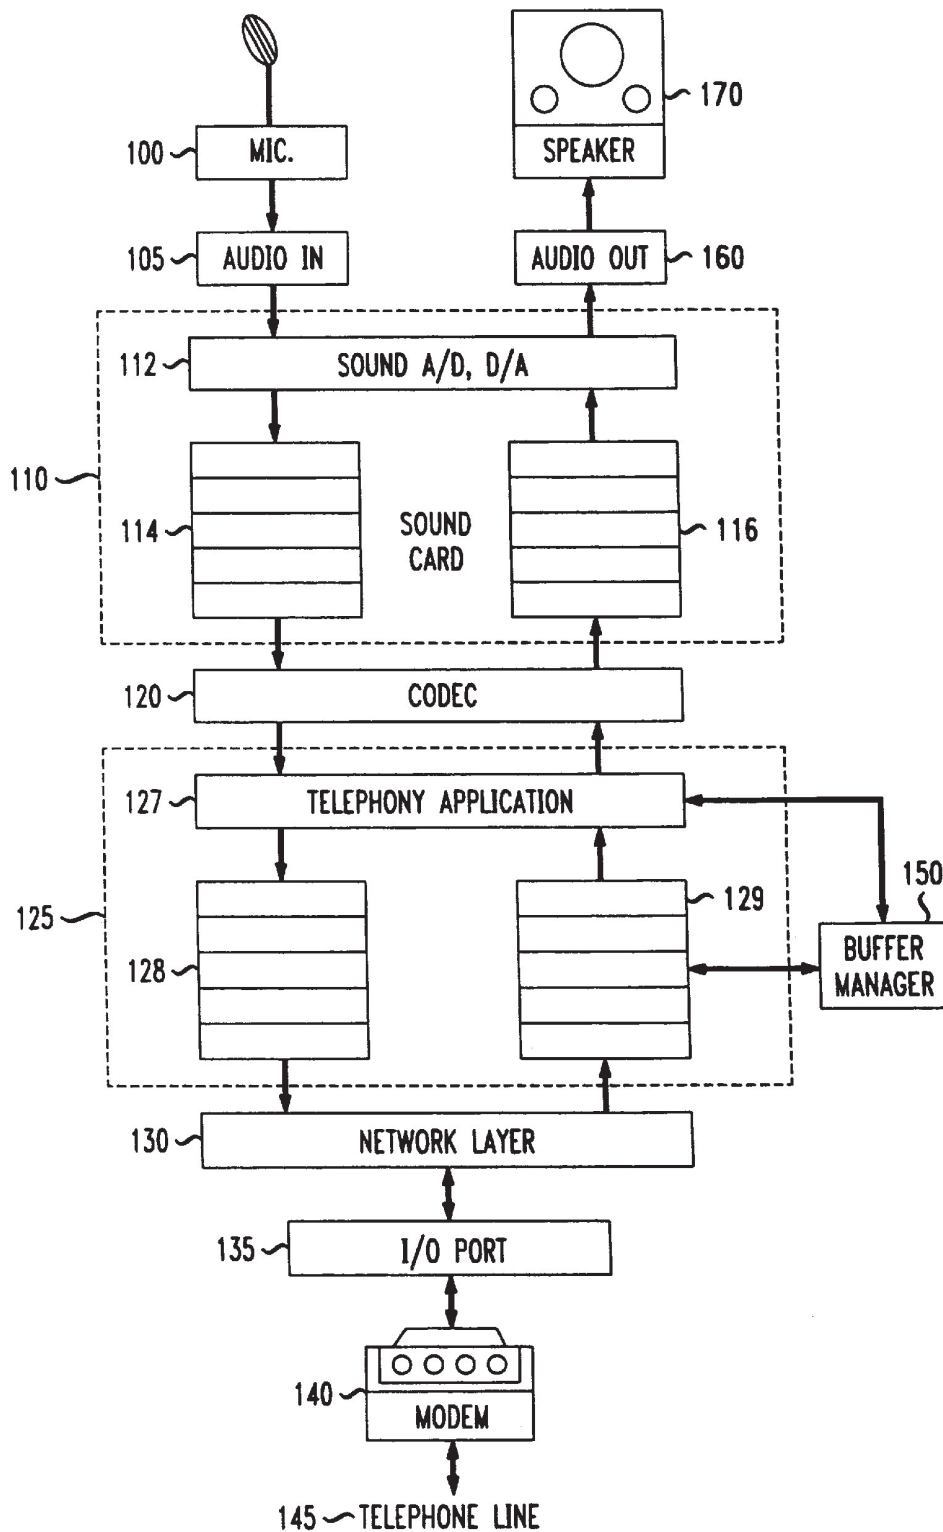 170
100 MIC. SPEAKER
105 AUDIO IN AUDIO OUT 160
112 SOUND A/D, D/A
110
114 SOUND
CARD 116
120 CODEC
127 TELEPHONY APPLICATION
150
125 129
BUFFER
MANAGER
128
130 NETWORK LAYER
135 I/O PORT
140
MODEM
145 TELEPHONE LINE